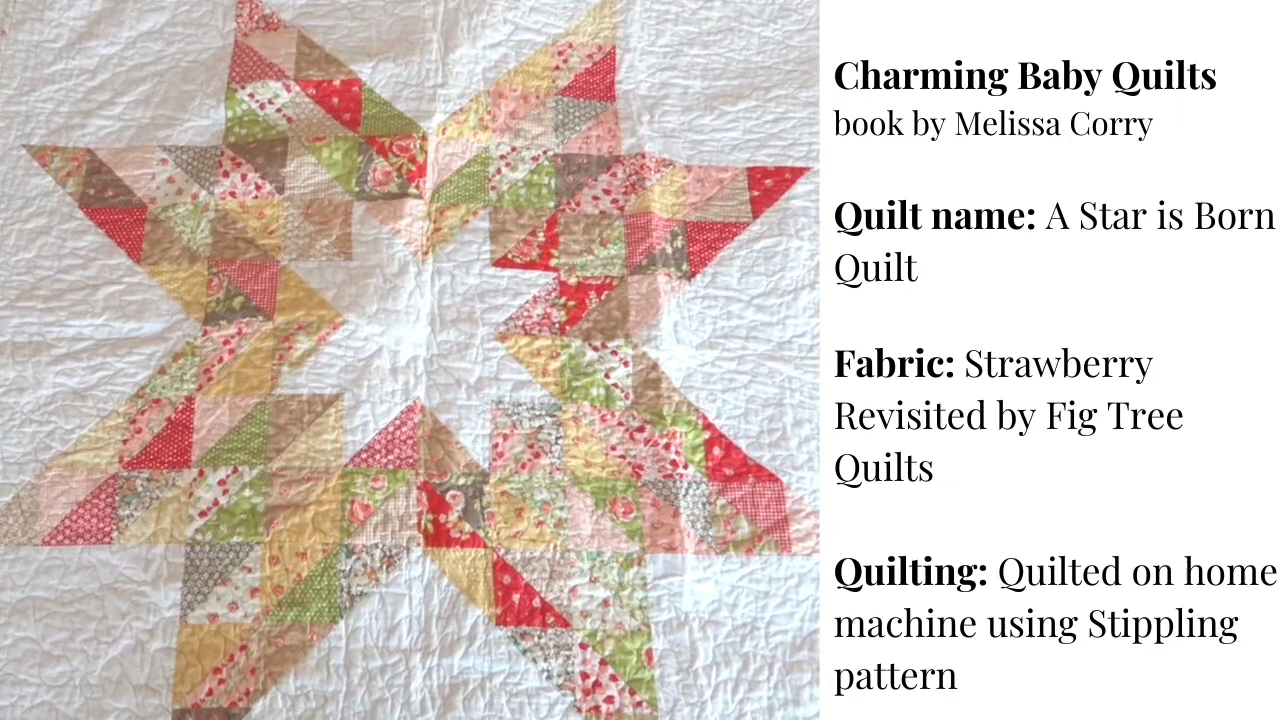 Charming Baby Quilts
book by Melissa Corry
Quilt name: A Star is Born
Quilt
Fabric: Strawberry
Revisited by Fig Tree
Quilts
Quilting: Quilted on home
machine using Stippling
pattern